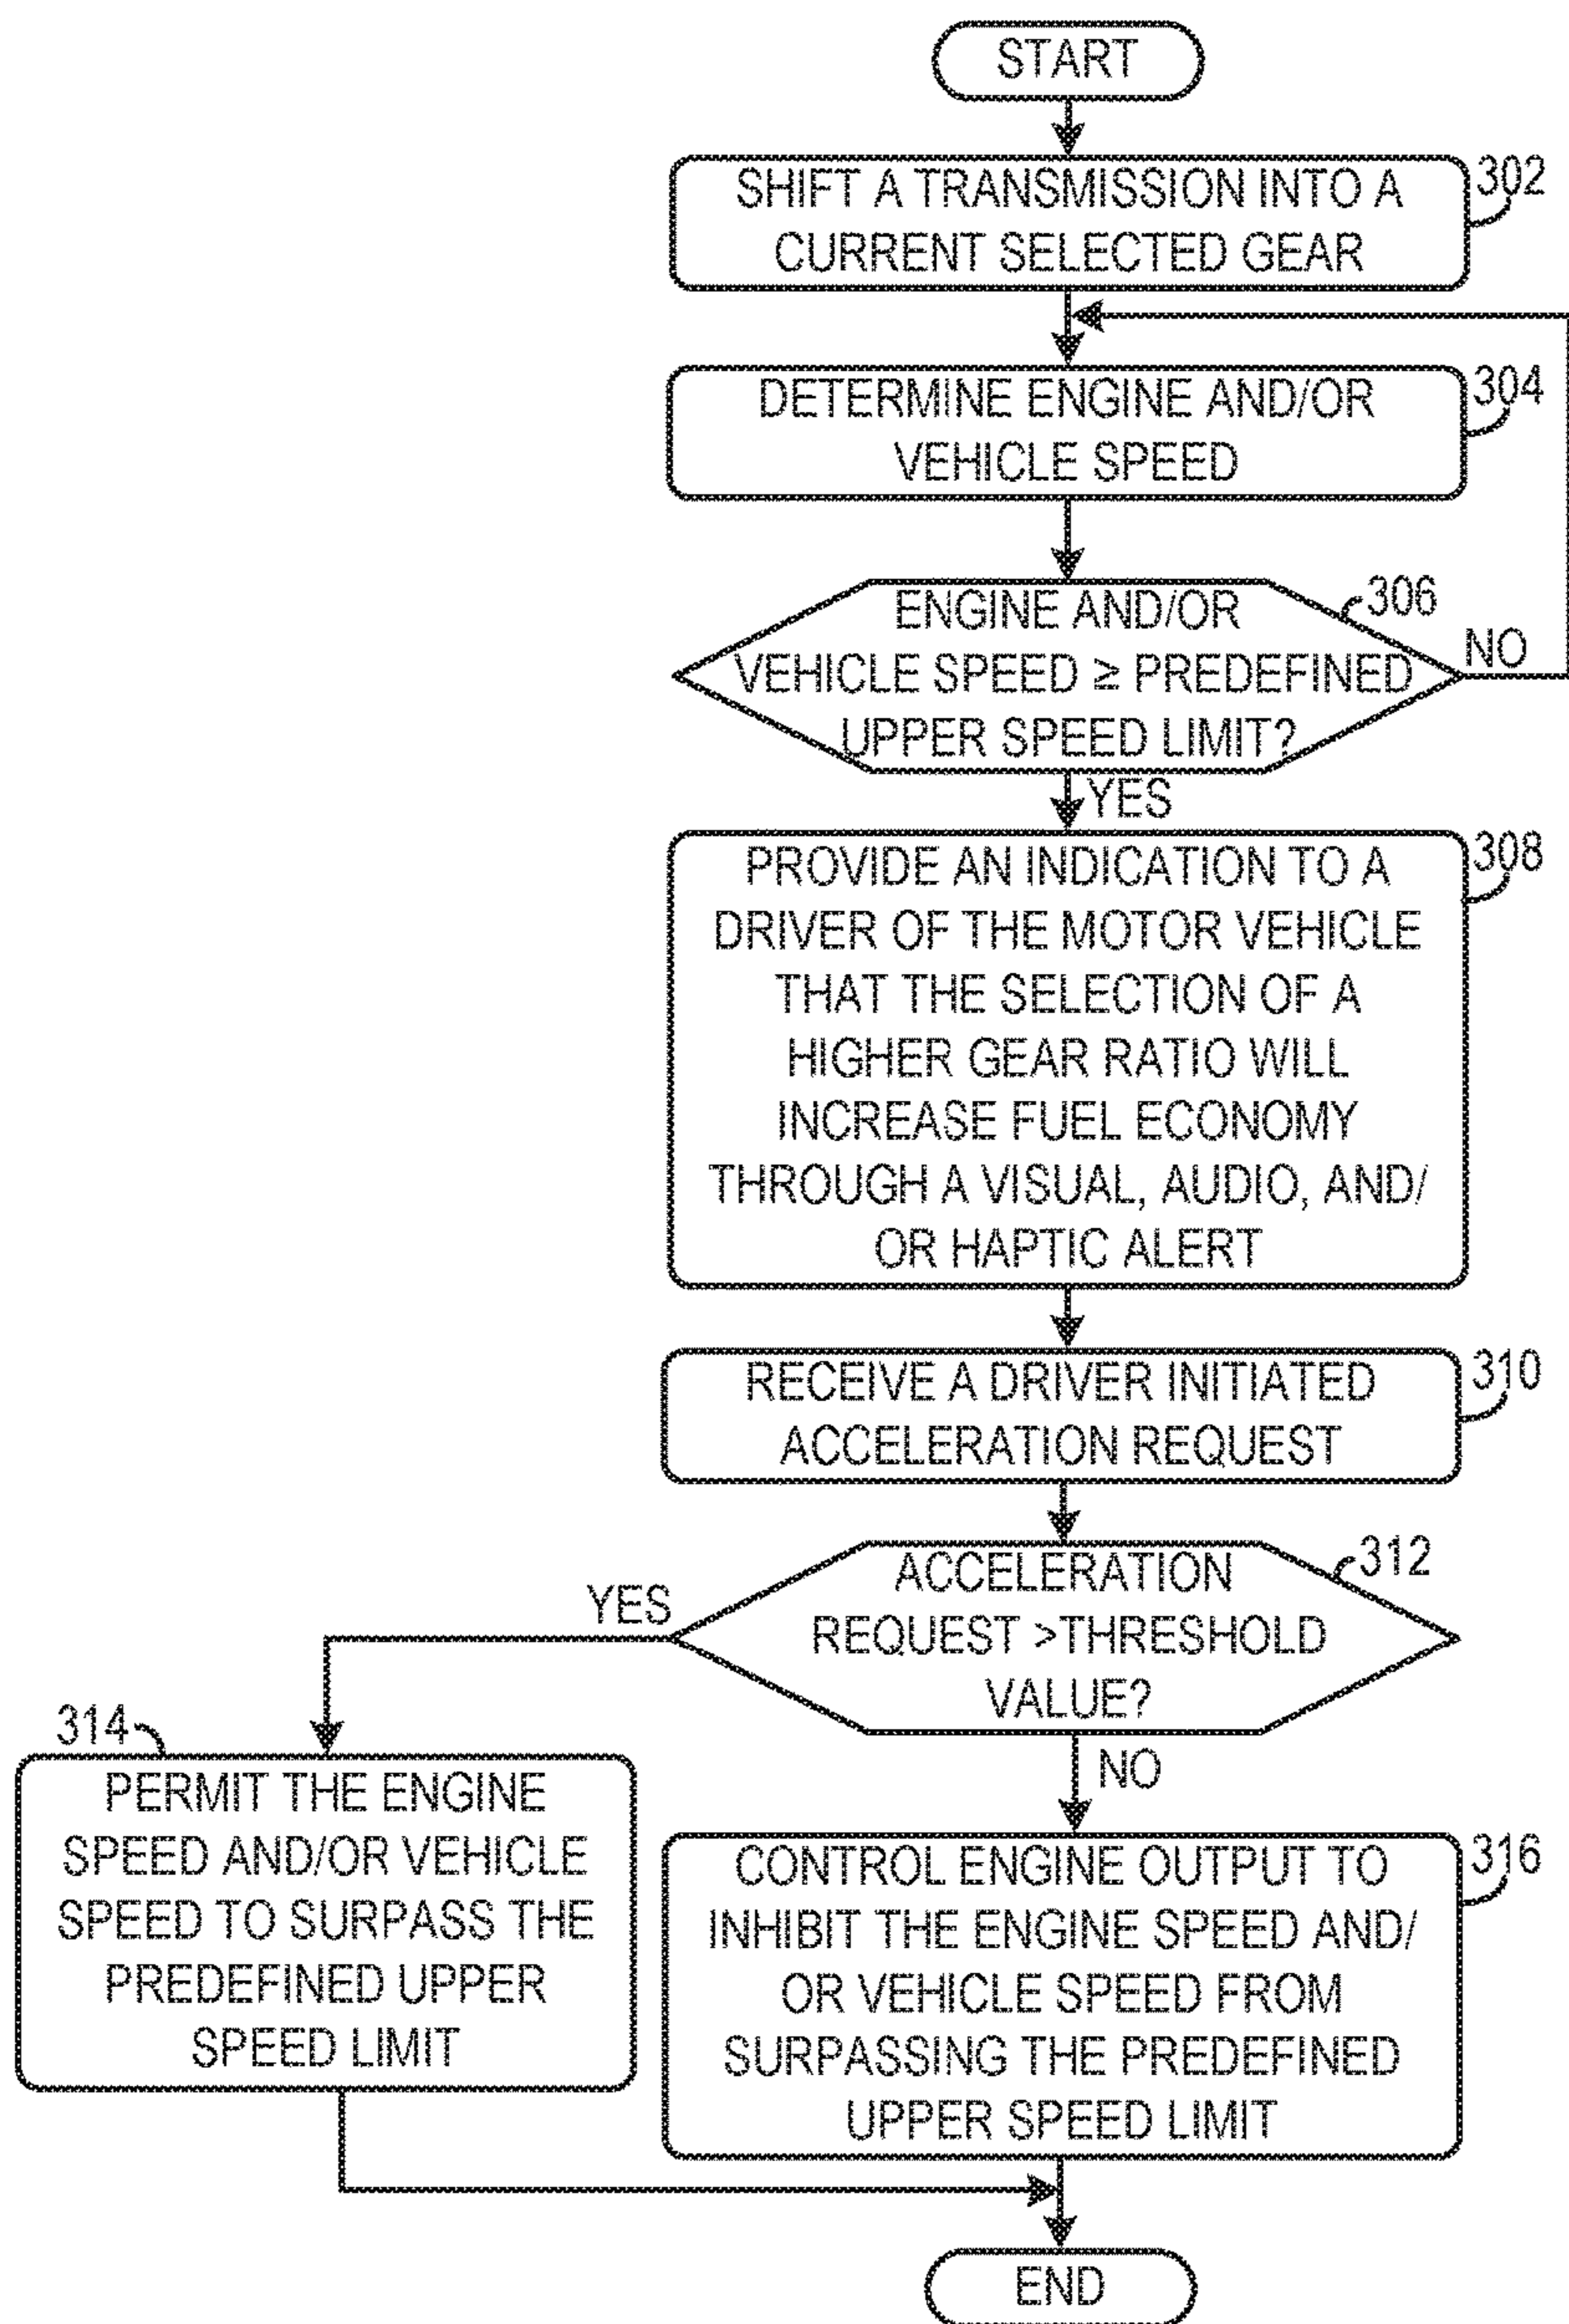 START
SHIFT A TRANSMISSION INTO A
CURRENT SELECTED GEAR
302
DETERMINE ENGINE AND/OR
VEHICLE SPEED
304
ENGINE AND/OR
VEHICLE SPEED ≥ PREDEFINED
UPPER SPEED LIMIT?
306
NO
YES
PROVIDE AN INDICATION TO A
DRIVER OF THE MOTOR VEHICLE
THAT THE SELECTION OF A
HIGHER GEAR RATIO WILL
INCREASE FUEL ECONOMY
THROUGH A VISUAL, AUDIO, AND/
OR HAPTIC ALERT
308
RECEIVE A DRIVER INITIATED
ACCELERATION REQUEST
310
ACCELERATION
REQUEST >THRESHOLD
VALUE?
312
YES
NO
314
PERMIT THE ENGINE
SPEED AND/OR VEHICLE
SPEED TO SURPASS THE
PREDEFINED UPPER
SPEED LIMIT
CONTROL ENGINE OUTPUT TO
INHIBIT THE ENGINE SPEED AND/
OR VEHICLE SPEED FROM
SURPASSING THE PREDEFINED
UPPER SPEED LIMIT
316
END